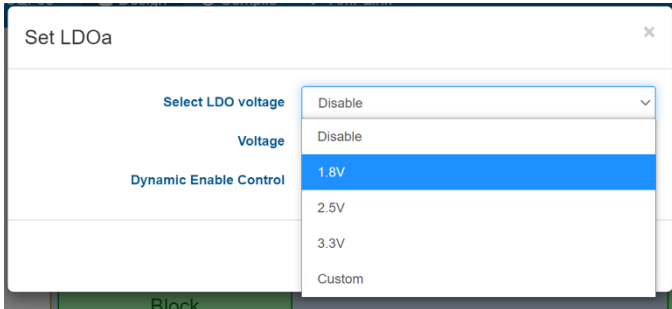 Set LDOa ×
Select LDO voltage Disable
Voltage Disable
1.8V
Dynamic Enable Control
2.5V
3.3V
Custom
Block